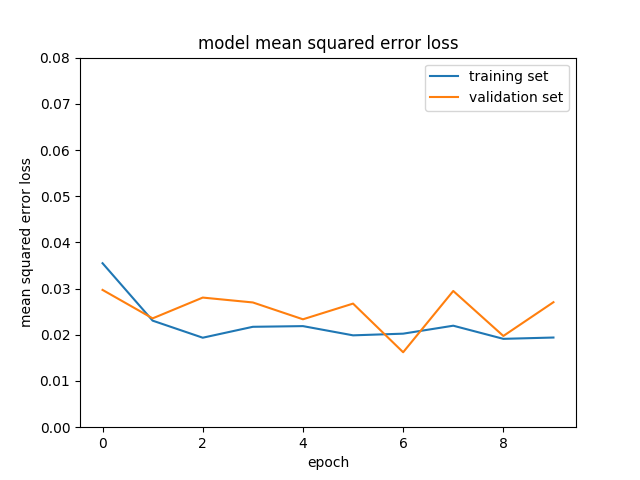 model mean squared error loss
training set
validation set
mean squared error loss
0.08
0.07
0.06
0.05
0.04
0.03
0.02
0.01
0.00
0 2 4 6 8
epoch